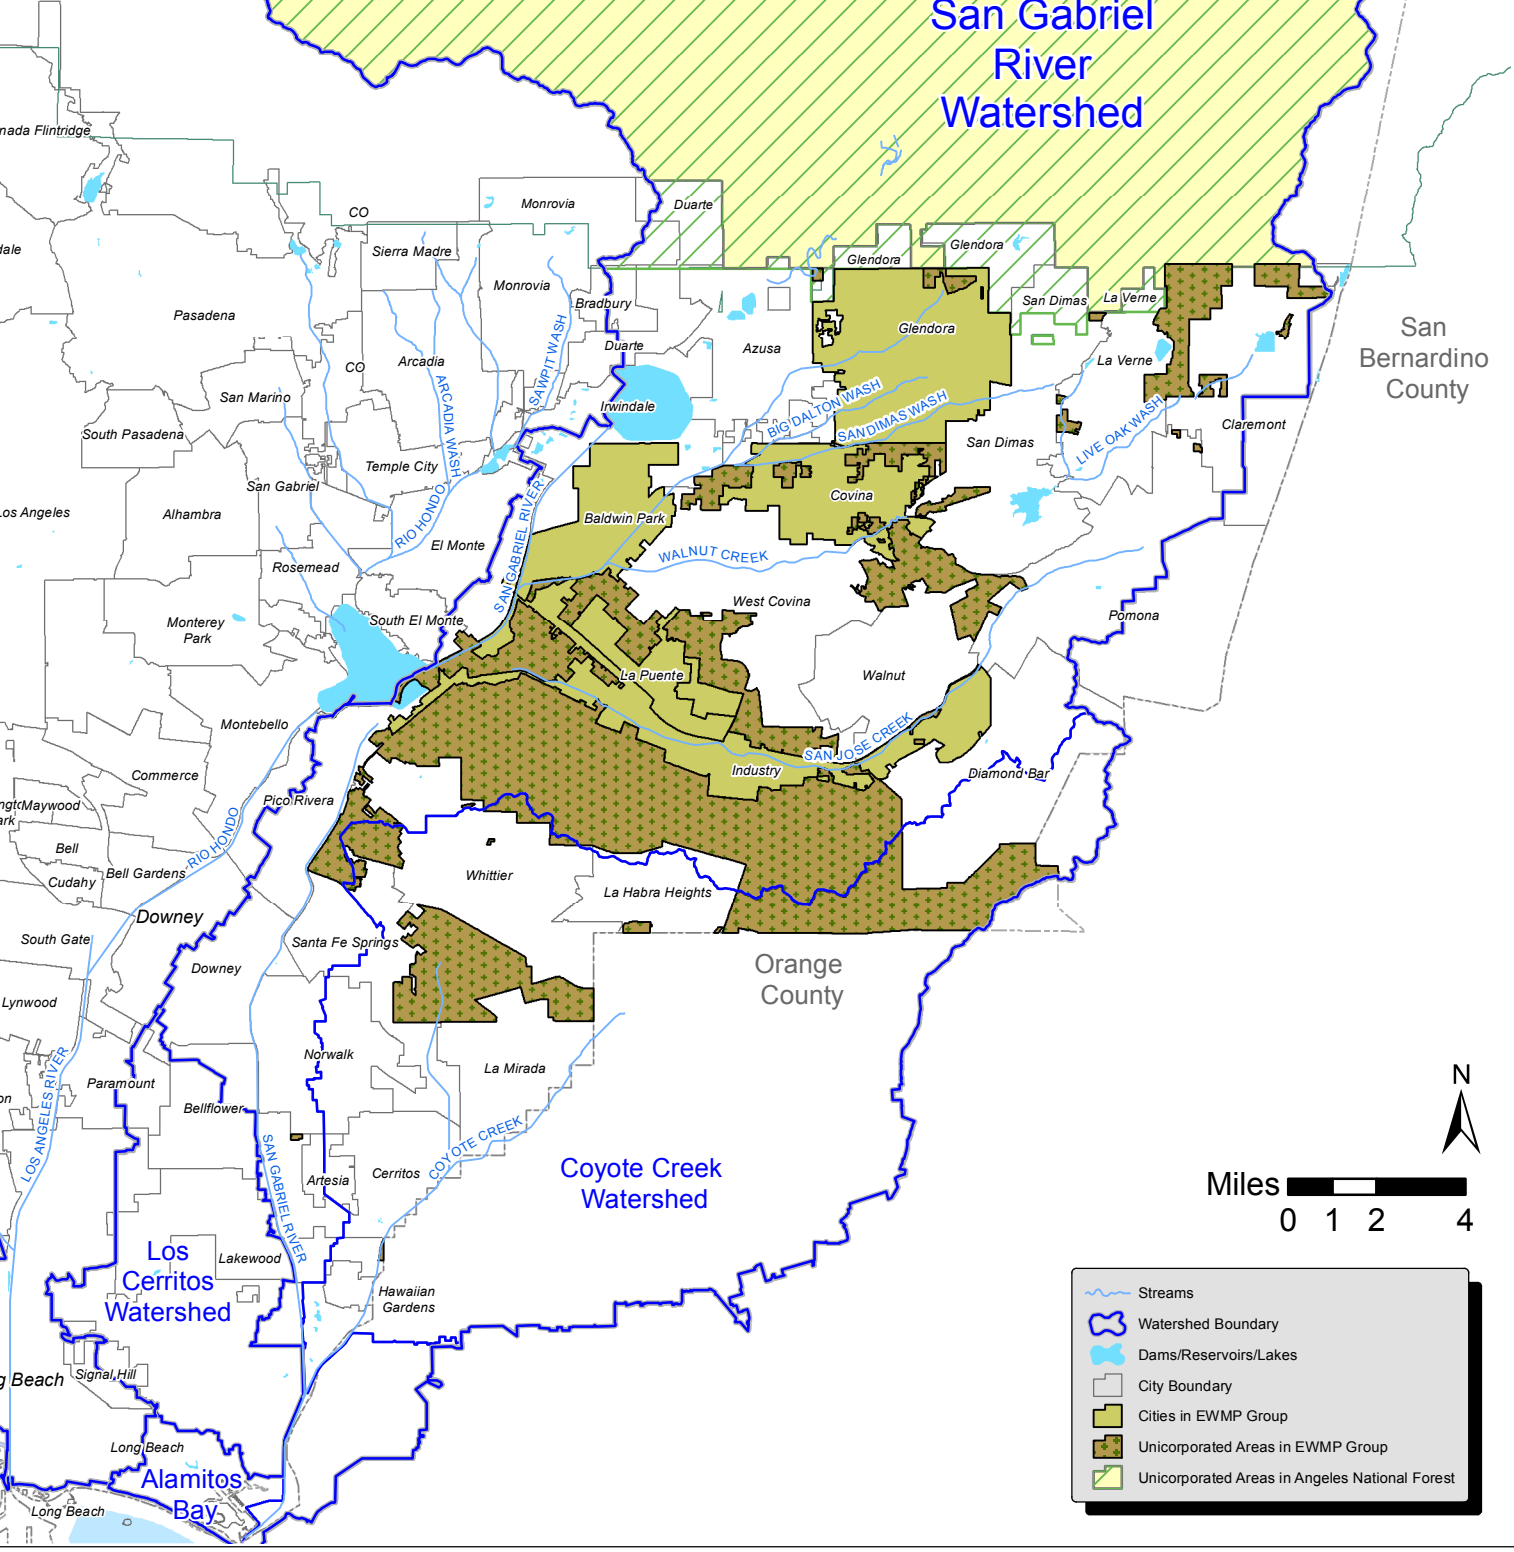 San Gabriel
River
Watershed
nada Flintridge
CO
Monrovia
Duarte
dale
Sierra Madre
Glendora
Glendora
Monrovia
Bradbury
San Dimas
La Verne
Pasadena
Glendora
San
Bernardino
County
Duarte
Azusa
SAWPIT WASH
Arcadia
CO
La Verne
ARCADIA WASH
San Marino
Irwindale
BIG DALTON WASH
SAN DIMAS WASH
South Pasadena
San Dimas
LIVE OAK WASH
Claremont
Temple City
San Gabriel
Covina
Los Angeles
Alhambra
RIO HONDO
Baldwin Park
El Monte
SAN GABRIEL RIVER
WALNUT CREEK
Rosemead
West Covina
Monterey
Park
South El Monte
Pomona
La Puente
Walnut
Montebello
SAN JOSE CREEK
Commerce
Industry
Diamond Bar
Maywood
Pico Rivera
ark
RIO HONDO
Bell
Bell Gardens
Cudahy
Whittier
La Habra Heights
Downey
South Gate
Santa Fe Springs
Downey
Orange
County
Lynwood
Norwalk
LOS ANGELES RIVER
La Mirada
Paramount
on
Bellflower
N
SAN GABRIEL RIVER
COYOTE CREEK
Coyote Creek
Watershed
Artesia
Cerritos
Miles
0 1 2 4
Los
Cerritos
Watershed
Lakewood
Hawaiian
Gardens
Signal Hill
g Beach
Long Beach
Alamitos
Bay
Long Beach
Streams
Watershed Boundary
Dams/Reservoirs/Lakes
City Boundary
Cities in EWMP Group
Unicorporated Areas in EWMP Group
Unicorporated Areas in Angeles National Forest